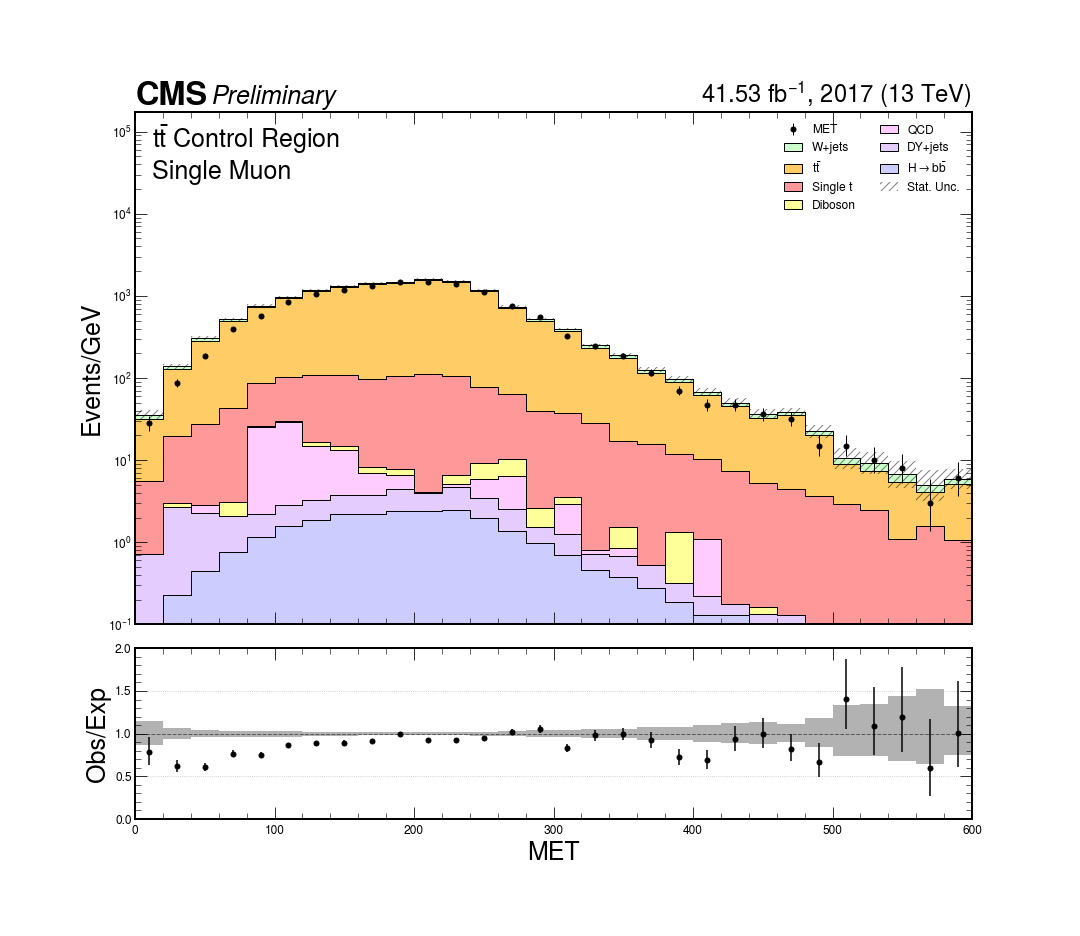 CMS Preliminary
41.53 fb⁻¹, 2017 (13 TeV)
tt̄ Control Region
Single Muon
MET
W+jets
tt̄
Single t
Diboson
QCD
DY+jets
H→bb̄
Stat. Unc.
Events/GeV
10⁵
10⁴
10³
10²
10¹
10⁰
10⁻¹
Obs/Exp
2.0
1.5
1.0
0.5
0.0
0 100 200 300 400 500 600
MET